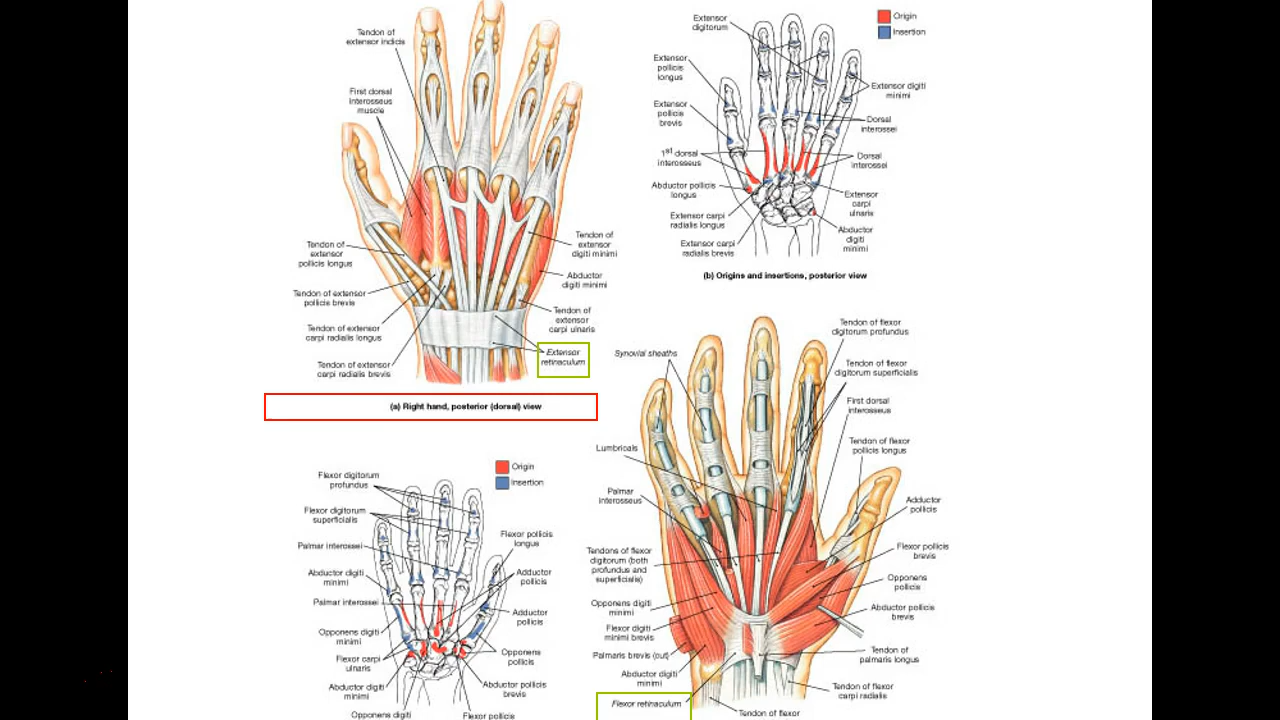 Tendon of
extensor indicis
First dorsal
interosseus
muscle
Tendon of
extensor
pollicis longus
Tendon of extensor
pollicis brevis
Tendon of extensor
carpi radialis longus
Tendon of extensor
carpi radialis brevis
Tendon of
extensor
digiti minimi
Abductor
digiti minimi
Tendon of
extensor
carpi ulnaris
Extensor
retinaculum
(a) Right hand, posterior (dorsal) view
Origin
Insertion
Extensor
digitorum
Extensor
pollicis
longus
Extensor
pollicis
brevis
1st dorsal
interosseus
Abductor pollicis
longus
Extensor carpi
radialis longus
Extensor carpi
radialis brevis
Extensor digiti
minimi
Dorsal
interossei
Dorsal
interossei
Extensor
carpi
ulnaris
Abductor
digiti
minimi
(b) Origins and insertions, posterior view
Origin
Insertion
Flexor digitorum
profundus
Flexor digitorum
superficialis
Palmar interossei
Abductor digiti
minimi
Palmar interossei
Opponens digiti
minimi
Flexor carpi
ulnaris
Abductor digiti
minimi
Opponens digiti
Flexor pollicis
longus
Adductor
pollicis
Adductor
pollicis
Opponens
pollicis
Abductor pollicis
brevis
Flexor pollicis
Synovial sheaths
Lumbricals
Palmar
interosseus
Tendons of flexor
digitorum (both
profundus and
superficialis)
Opponens digiti
minimi
Flexor digiti
minimi brevis
Palmaris brevis (cut)
Abductor digiti
minimi
Flexor retinaculum
Tendon of flexor
digitorum profundus
Tendon of flexor
digitorum superficialis
First dorsal
interosseus
Tendon of flexor
pollicis longus
Adductor
pollicis
Flexor pollicis
brevis
Opponens
pollicis
Abductor pollicis
brevis
Tendon of
palmaris longus
Tendon of flexor
carpi radialis
Tendon of flexor